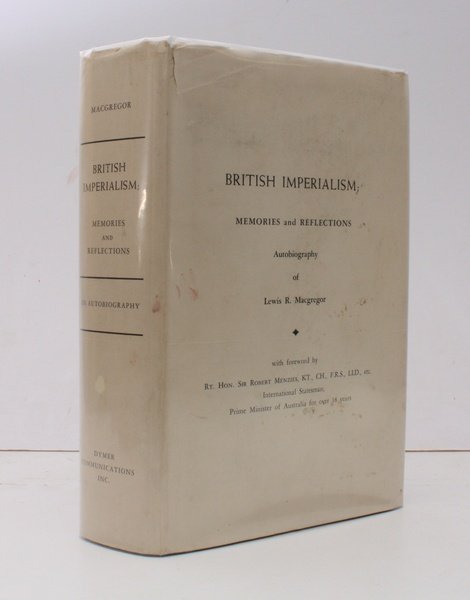 MACGREGOR
BRITISH
IMPERIALISM;
MEMORIES
AND
REFLECTIONS
AN AUTOBIOGRAPHY
DYMER
COMMUNICATIONS
INC.
BRITISH IMPERIALISM;
MEMORIES and REFLECTIONS
Autobiography
of
Lewis R. Macgregor
with foreword by
RT. HON. SIR ROBERT MENZIES, KT., CH., F.R.S., LLD., etc.
International Statesman,
Prime Minister of Australia for over 16 years